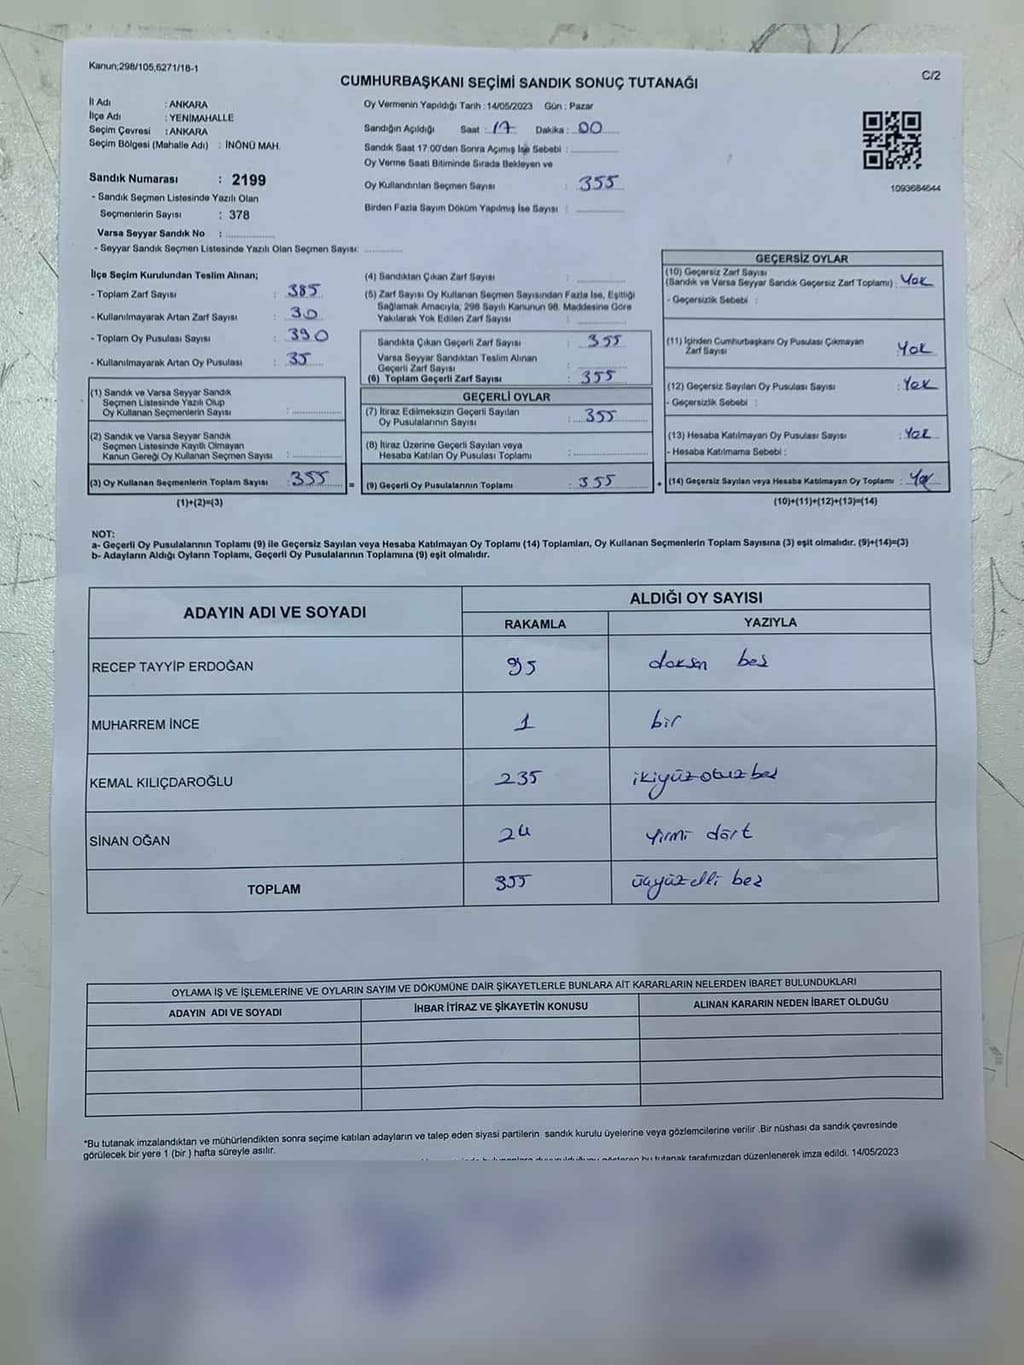 Kanun;298/105,6271/18-1
C/2
CUMHURBAŞKANI SEÇİMİ SANDIK SONUÇ TUTANAĞI
İl Adı : ANKARA
İlçe Adı : YENİMAHALLE
Seçim Çevresi : ANKARA
Seçim Bölgesi (Mahalle Adı) : İNÖNÜ MAH.
Sandık Numarası : 2199
- Sandık Seçmen Listesinde Yazılı Olan
Seçmenlerin Sayısı : 378
Varsa Seyyar Sandık No :
- Seyyar Sandık Seçmen Listesinde Yazılı Olan Seçmen Sayısı:
Oy Vermenin Yapıldığı Tarih :14/05/2023 Gün : Pazar
Sandığın Açıldığı Saat : 17 Dakika : 00
Sandık Saat 17:00'den Sonra Açmış İse Sebebi :
Oy Verme Saati Bitiminde Sırada Bekleyen ve
Oy Kullandırılan Seçmen Sayısı : 355
Birden Fazla Sayım Döküm Yapılmış İse Sayısı :
1093684644
İlçe Seçim Kurulundan Teslim Alınan;
- Toplam Zarf Sayısı : 385
- Kullanılmayarak Artan Zarf Sayısı : 30
- Toplam Oy Pusulası Sayısı : 390
- Kullanılmayarak Artan Oy Pusulası : 35
(1) Sandık ve Varsa Seyyar Sandık
Seçmen Listesinde Yazılı Olup
Oy Kullanan Seçmenlerin Sayısı :
(2) Sandık ve Varsa Seyyar Sandık
Seçmen Listesinde Kayıtlı Olmayan
Kanun Gereği Oy Kullanan Seçmen Sayısı :
(3) Oy Kullanan Seçmenlerin Toplam Sayısı : 355 =
(1)+(2)=(3)
(4) Sandıktan Çıkan Zarf Sayısı :
(5) Zarf Sayısı Oy Kullanan Seçmen Sayısından Fazla İse, Eşitliği
Sağlamak Amacıyla, 298 Sayılı Kanunun 98. Maddesine Göre
Yakılarak Yok Edilen Zarf Sayısı :
Sandıkta Çıkan Geçerli Zarf Sayısı : 355
Varsa Seyyar Sandıktan Teslim Alınan
Geçerli Zarf Sayısı :
(6) Toplam Geçerli Zarf Sayısı : 355
GEÇERLİ OYLAR
(7) İtiraz Edilmeksizin Geçerli Sayılan
Oy Pusulalarının Sayısı : 355
(8) İtiraz Üzerine Geçerli Sayılan veya
Hesaba Katılan Oy Pusulası Toplamı :
(9) Geçerli Oy Pusulalarının Toplamı : 355 +
GEÇERSİZ OYLAR
(10) Geçersiz Zarf Sayısı
(Sandık ve Varsa Seyyar Sandık Geçersiz Zarf Toplamı) : Yok
- Geçersizlik Sebebi :
(11) İçinden Cumhurbaşkanı Oy Pusulası Çıkmayan
Zarf Sayısı : Yok
(12) Geçersiz Sayılan Oy Pusulası Sayısı : Yok
- Geçersizlik Sebebi :
(13) Hesaba Katılmayan Oy Pusulası Sayısı : Yok
- Hesaba Katılmama Sebebi :
(14) Geçersiz Sayılan veya Hesaba Katılmayan Oy Toplamı : Yok
(10)+(11)+(12)+(13)=(14)
NOT:
a- Geçerli Oy Pusulalarının Toplamı (9) ile Geçersiz Sayılan veya Hesaba Katılmayan Oy Toplamı (14) Toplamları, Oy Kullanan Seçmenlerin Toplam Sayısına (3) eşit olmalıdır. (9)+(14)=(3)
b- Adayların Aldığı Oyların Toplamı, Geçerli Oy Pusulalarının Toplamına (9) eşit olmalıdır.
ADAYIN ADI VE SOYADI
ALDIĞI OY SAYISI
RAKAMLA YAZIYLA
RECEP TAYYİP ERDOĞAN 95 doksan beş
MUHARREM İNCE 1 bir
KEMAL KILIÇDAROĞLU 235 ikiyüzotuzbeş
SİNAN OĞAN 24 yirmi dört
TOPLAM 355 üçyüzelli beş
OYLAMA İŞ VE İŞLEMLERİNE VE OYLARIN SAYIM VE DÖKÜMÜNE DAİR ŞİKAYETLERLE BUNLARA AİT KARARLARIN NELERDEN İBARET BULUNDUKLARI
ADAYIN ADI VE SOYADI İHBAR İTİRAZ VE ŞİKAYETİN KONUSU ALINAN KARARIN NEDEN İBARET OLDUĞU
*Bu tutanak imzalandıktan ve mühürlendikten sonra seçime katılan adayların ve talep eden siyasi partilerin sandık kurulu üyelerine veya gözlemcilerine verilir .Bir nüshası da sandık çevresinde
görülecek bir yere 1 (bir ) hafta süreyle asılır.
bu tutanak tarafımızdan düzenlenerek imza edildi. 14/05/2023